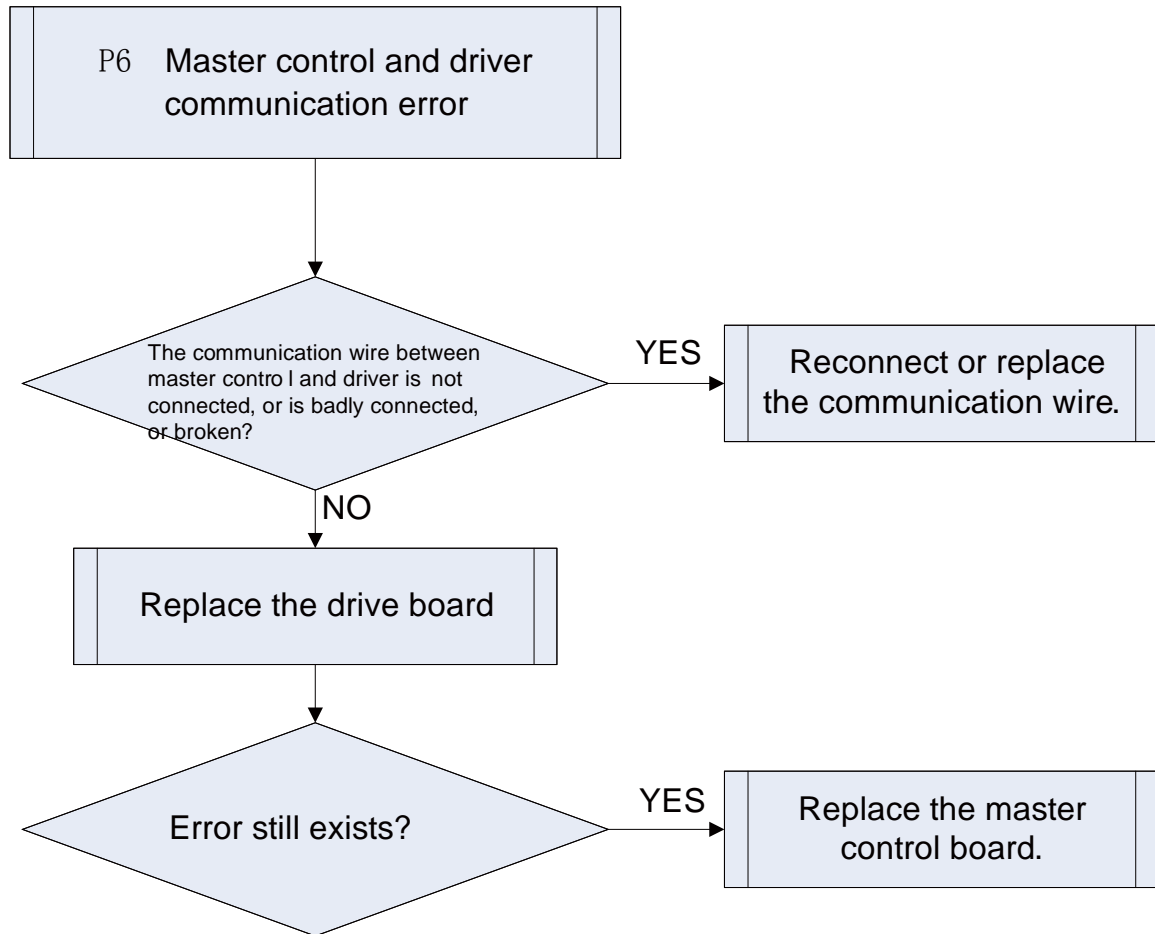 P6 Master control and driver
communication error
The communication wire between
master contro l and driver is not
connected, or is badly connected,
or broken?
YES
Reconnect or replace
the communication wire.
NO
Replace the drive board
Error still exists?
YES
Replace the master
control board.